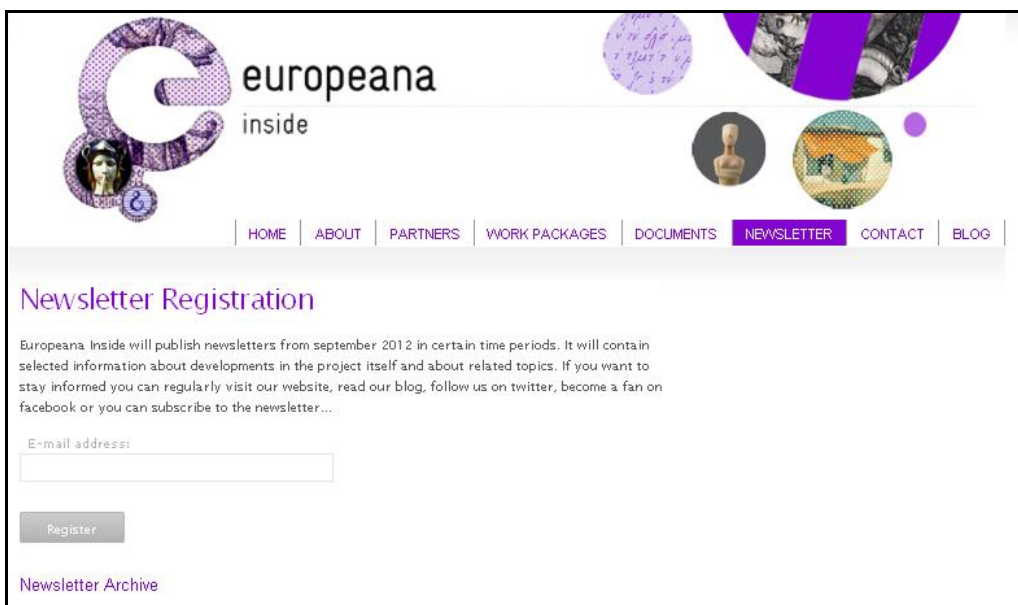 europeana
inside
HOME ABOUT PARTNERS WORK PACKAGES DOCUMENTS NEWSLETTER CONTACT BLOG
Newsletter Registration
Europeana Inside will publish newsletters from september 2012 in certain time periods. It will contain
selected information about developments in the project itself and about related topics. If you want to
stay informed you can regularly visit our website, read our blog, follow us on twitter, become a fan on
facebook or you can subscribe to the newsletter...
E-mail address:
Register
Newsletter Archive